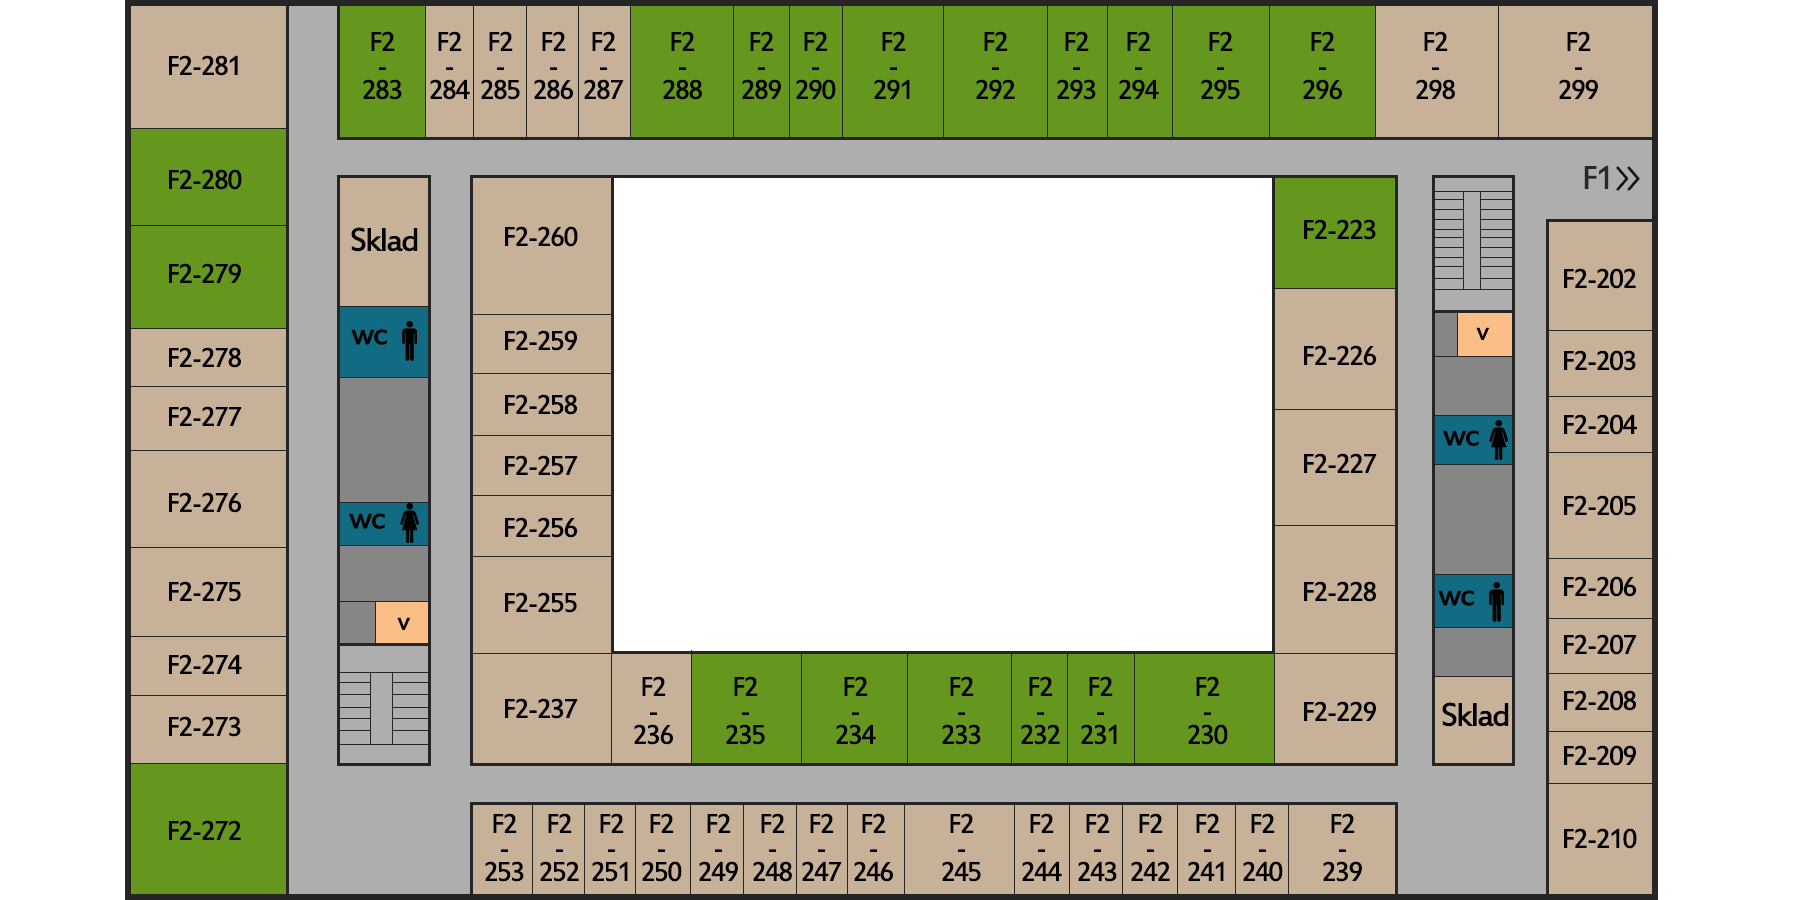 F2-281
F2-280
F2-279
F2-278
F2-277
F2-276
F2-275
F2-274
F2-273
F2-272
F2
-
283
F2
-
284
F2
-
285
F2
-
286
F2
-
287
F2
-
288
F2
-
289
F2
-
290
F2
-
291
F2
-
292
F2
-
293
F2
-
294
F2
-
295
F2
-
296
F2
-
298
F2
-
299
Sklad
WC
WC
V
F2-260
F2-259
F2-258
F2-257
F2-256
F2-255
F2-237
F2
-
236
F2
-
235
F2
-
234
F2
-
233
F2
-
232
F2
-
231
F2
-
230
F2-223
F2-226
F2-227
F2-228
F2-229
V
WC
WC
Sklad
F1
F2-202
F2-203
F2-204
F2-205
F2-206
F2-207
F2-208
F2-209
F2-210
F2
-
253
F2
-
252
F2
-
251
F2
-
250
F2
-
249
F2
-
248
F2
-
247
F2
-
246
F2
-
245
F2
-
244
F2
-
243
F2
-
242
F2
-
241
F2
-
240
F2
-
239